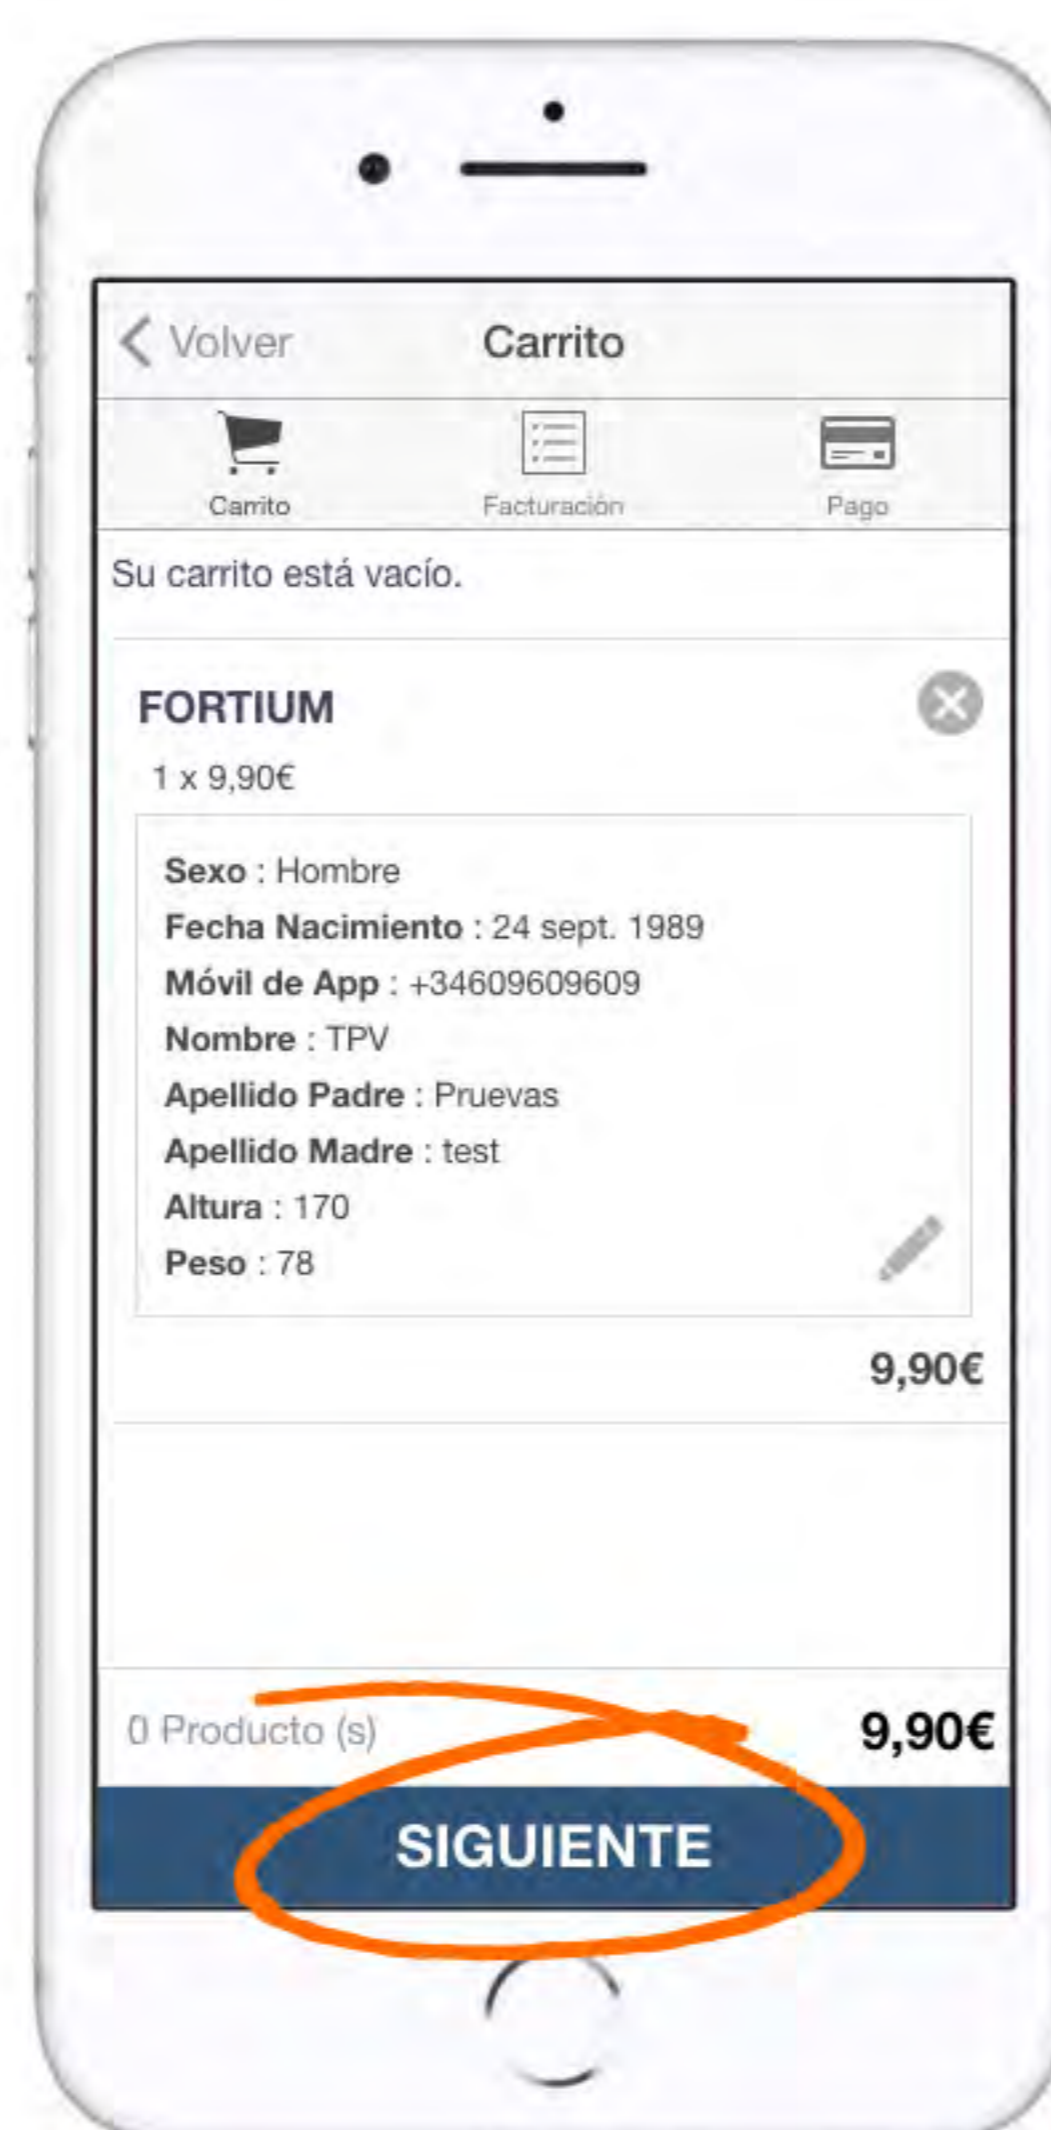 Volver Carrito
Carrito Facturación Pago
Su carrito está vacío.
FORTIUM
1 x 9,90€
Sexo : Hombre
Fecha Nacimiento : 24 sept. 1989
Móvil de App : +34609609609
Nombre : TPV
Apellido Padre : Pruevas
Apellido Madre : test
Altura : 170
Peso : 78
9,90€
0 Producto (s) 9,90€
SIGUIENTE